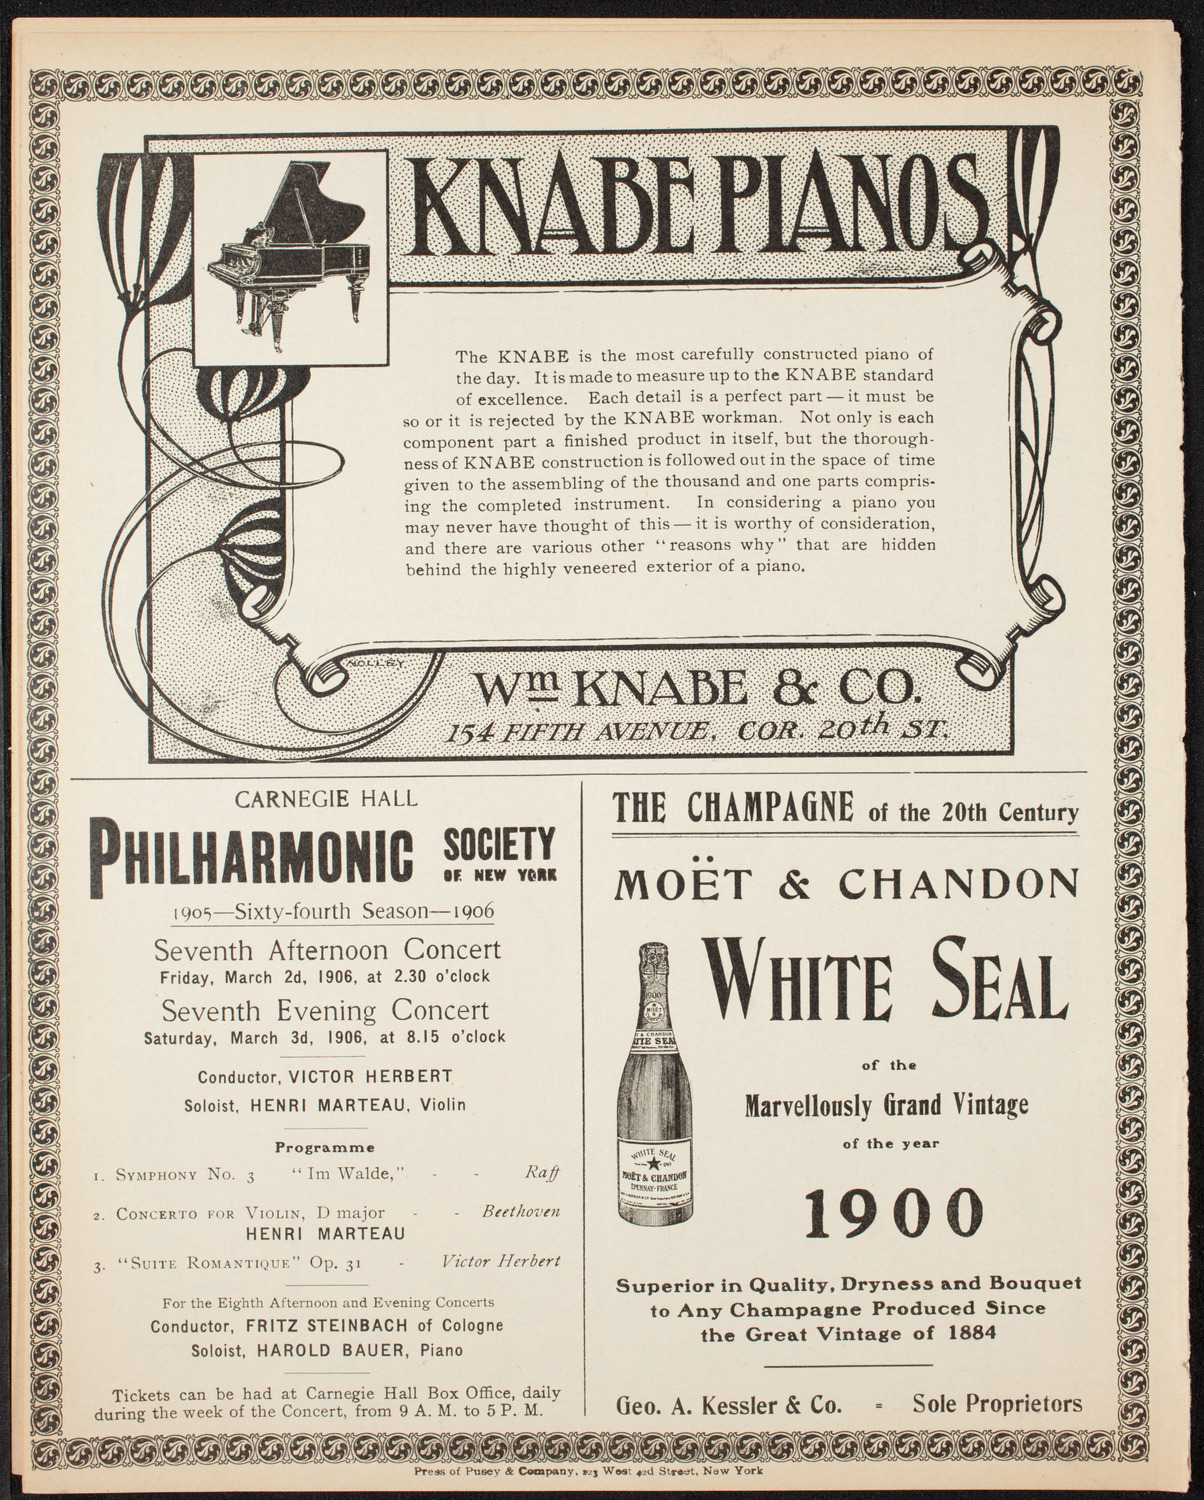 KNABE PIANOS
The KNABE is the most carefully constructed piano of
the day. It is made to measure up to the KNABE standard
of excellence. Each detail is a perfect part — it must be
so or it is rejected by the KNABE workman. Not only is each
component part a finished product in itself, but the thorough-
ness of KNABE construction is followed out in the space of time
given to the assembling of the thousand and one parts compris-
ing the completed instrument. In considering a piano you
may never have thought of this — it is worthy of consideration,
and there are various other “reasons why” that are hidden
behind the highly veneered exterior of a piano.
NOLLEY
Wm KNABE & CO.
154 FIFTH AVENUE, COR. 20th ST.
CARNEGIE HALL
PHILHARMONIC SOCIETY
OF NEW YORK
1905—Sixty-fourth Season—1906
Seventh Afternoon Concert
Friday, March 2d, 1906, at 2.30 o'clock
Seventh Evening Concert
Saturday, March 3d, 1906, at 8.15 o'clock
Conductor, VICTOR HERBERT
Soloist, HENRI MARTEAU, Violin
Programme
1. SYMPHONY NO. 3 “Im Walde,” - - Raff
2. CONCERTO FOR VIOLIN, D major - - Beethoven
HENRI MARTEAU
3. “SUITE ROMANTIQUE” Op. 31 - Victor Herbert
For the Eighth Afternoon and Evening Concerts
Conductor, FRITZ STEINBACH of Cologne
Soloist, HAROLD BAUER, Piano
Tickets can be had at Carnegie Hall Box Office, daily
during the week of the Concert, from 9 A. M. to 5 P. M.
THE CHAMPAGNE of the 20th Century
MOËT & CHANDON
WHITE SEAL
of the
Marvellously Grand Vintage
of the year
1900
WHITE SEAL
MOËT & CHANDON
EPERNAY-FRANCE
Superior in Quality, Dryness and Bouquet
to Any Champagne Produced Since
the Great Vintage of 1884
Geo. A. Kessler & Co. - Sole Proprietors
Press of Pusey & Company, 123 West 42d Street, New York